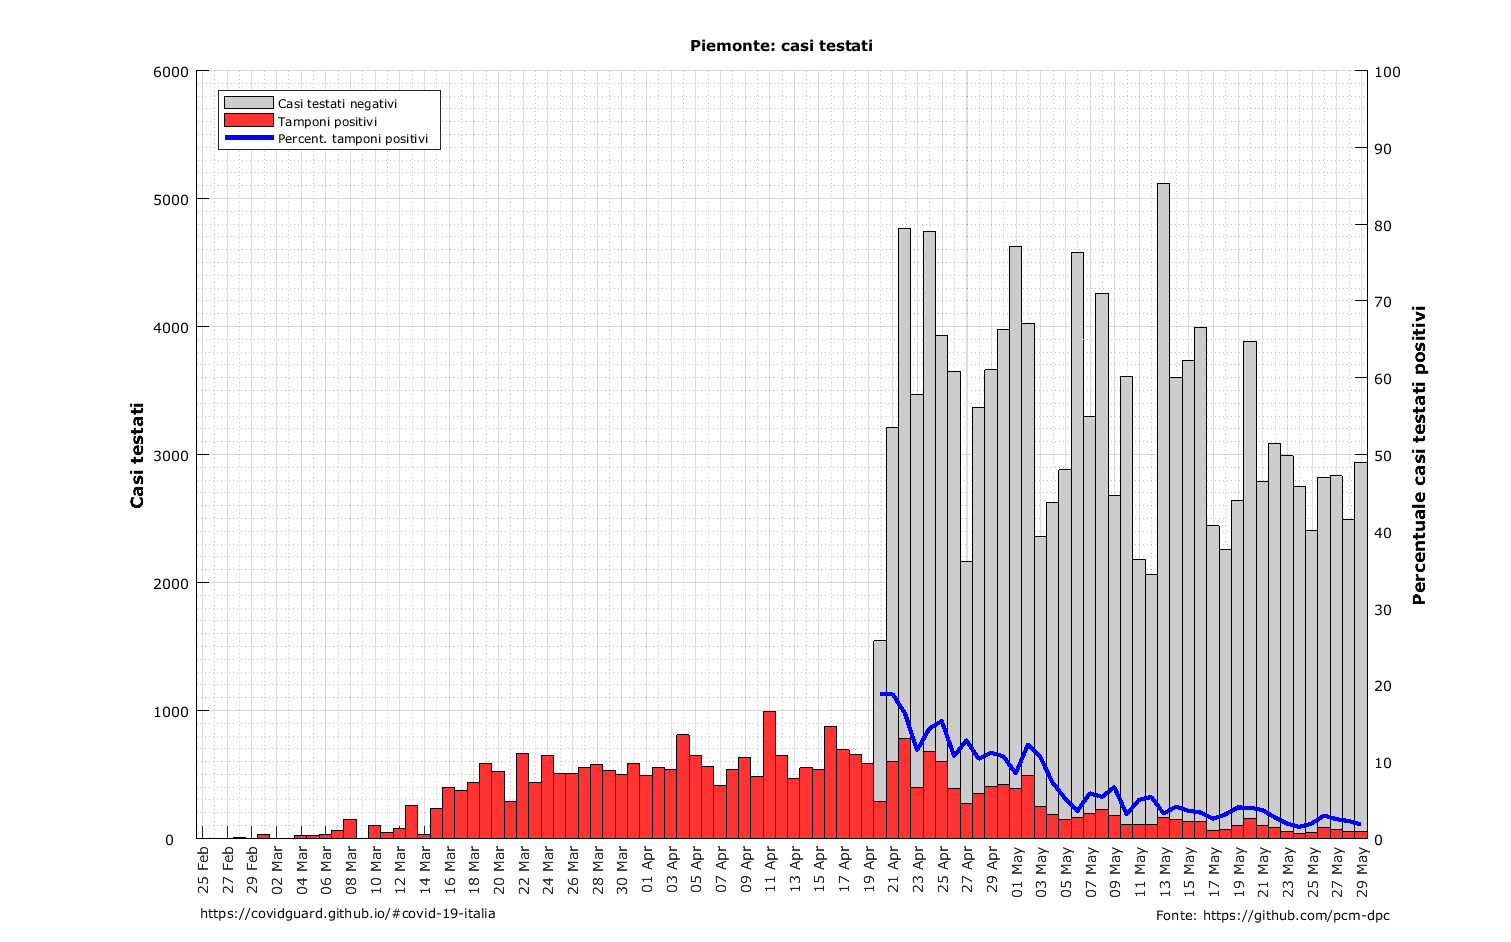 Piemonte: casi testati
6000
5000
4000
3000
2000
1000
0
Casi testati
Casi testati negativi
Tamponi positivi
Percent. tamponi positivi
100
90
80
70
60
50
40
30
20
10
0
Percentuale casi testati positivi
25 Feb
27 Feb
29 Feb
02 Mar
04 Mar
06 Mar
08 Mar
10 Mar
12 Mar
14 Mar
16 Mar
18 Mar
20 Mar
22 Mar
24 Mar
26 Mar
28 Mar
30 Mar
01 Apr
03 Apr
05 Apr
07 Apr
09 Apr
11 Apr
13 Apr
15 Apr
17 Apr
19 Apr
21 Apr
23 Apr
25 Apr
27 Apr
29 Apr
01 May
03 May
05 May
07 May
09 May
11 May
13 May
15 May
17 May
19 May
21 May
23 May
25 May
27 May
29 May
https://covidguard.github.io/#covid-19-italia
Fonte: https://github.com/pcm-dpc